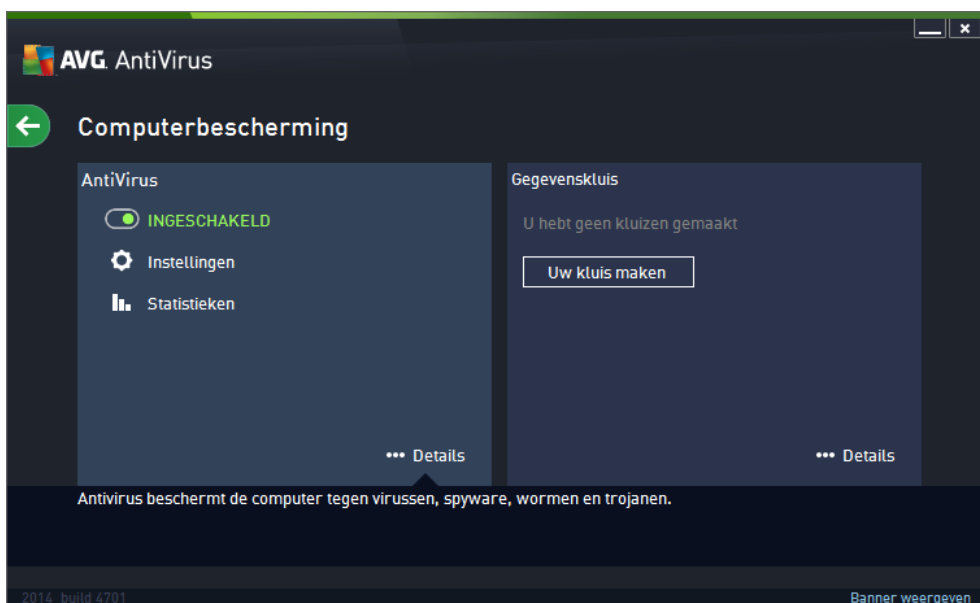 AVG. AntiVirus
Computerbescherming
AntiVirus
INGESCHAKELD
Instellingen
Statistieken
Details
Gegevenskluis
U hebt geen kluizen gemaakt
Uw kluis maken
Details
Antivirus beschermt de computer tegen virussen, spyware, wormen en trojanen.
2014 build 4701
Banner weergeven